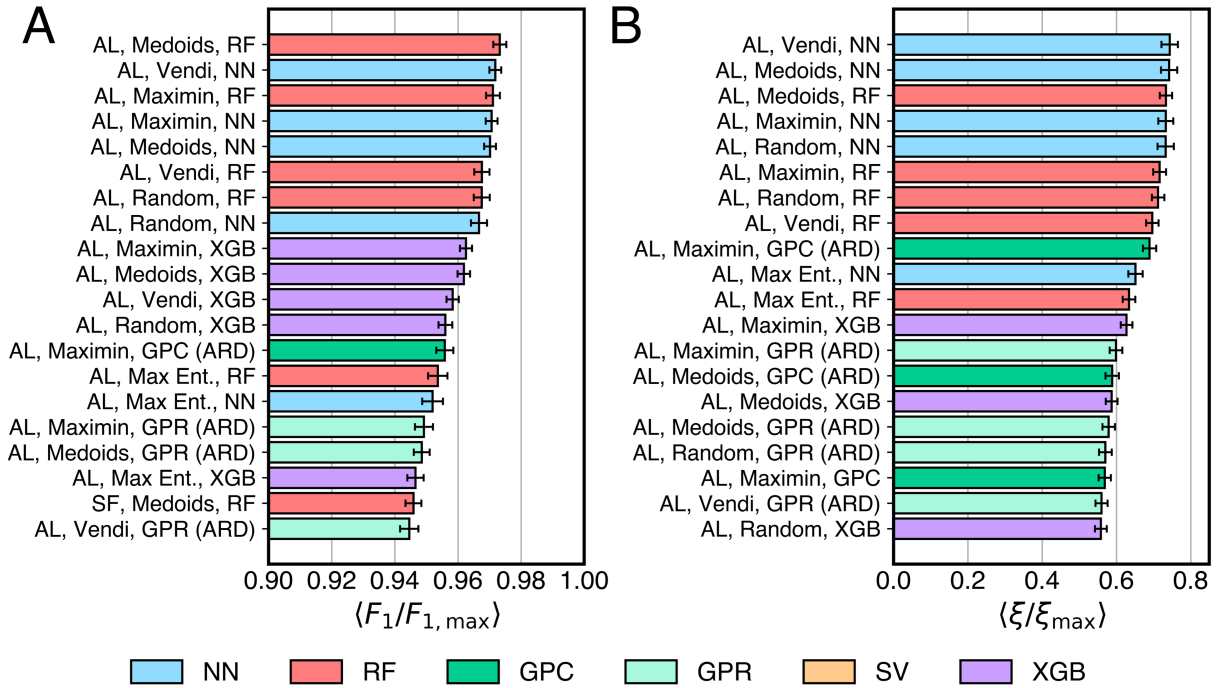 A
AL, Medoids, RF
AL, Vendi, NN
AL, Maximin, RF
AL, Maximin, NN
AL, Medoids, NN
AL, Vendi, RF
AL, Random, RF
AL, Random, NN
AL, Maximin, XGB
AL, Medoids, XGB
AL, Vendi, XGB
AL, Random, XGB
AL, Maximin, GPC (ARD)
AL, Max Ent., RF
AL, Max Ent., NN
AL, Maximin, GPR (ARD)
AL, Medoids, GPR (ARD)
AL, Max Ent., XGB
SF, Medoids, RF
AL, Vendi, GPR (ARD)
0.90 0.92 0.94 0.96 0.98 1.00
⟨F₁/F₁, max⟩
B
AL, Vendi, NN
AL, Medoids, NN
AL, Medoids, RF
AL, Maximin, NN
AL, Random, NN
AL, Maximin, RF
AL, Random, RF
AL, Vendi, RF
AL, Maximin, GPC (ARD)
AL, Max Ent., NN
AL, Max Ent., RF
AL, Maximin, XGB
AL, Maximin, GPR (ARD)
AL, Medoids, GPC (ARD)
AL, Medoids, XGB
AL, Medoids, GPR (ARD)
AL, Random, GPR (ARD)
AL, Maximin, GPC
AL, Vendi, GPR (ARD)
AL, Random, XGB
0.0 0.2 0.4 0.6 0.8
⟨ξ/ξmax⟩
NN RF GPC GPR SV XGB